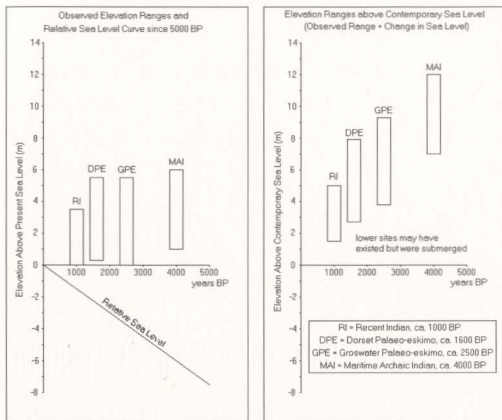 Observed Elevation Ranges and
Relative Sea Level Curve since 5000 BP
14
12
10
8
6
4
2
0
-2
-4
-6
-8
Elevation Above Present Sea Level (m)
RI
DPE
GPE
MAI
1000
2000
3000
4000
5000
years BP
Relative Sea Level
Elevation Ranges above Contemporary Sea Level
(Observed Range + Change in Sea Level)
14
12
10
8
6
4
2
0
-2
-4
-6
-8
Elevation Above Contemporary Sea Level (m)
RI
DPE
GPE
MAI
lower sites may have
existed but were submerged
1000
2000
3000
4000
5000
years BP
RI = Recent Indian, ca. 1000 BP
DPE = Dorset Palaeo-eskimo, ca. 1600 BP
GPE = Groswater Palaeo-eskimo, ca. 2500 BP
MAI = Maritime Archaic Indian, ca. 4000 BP